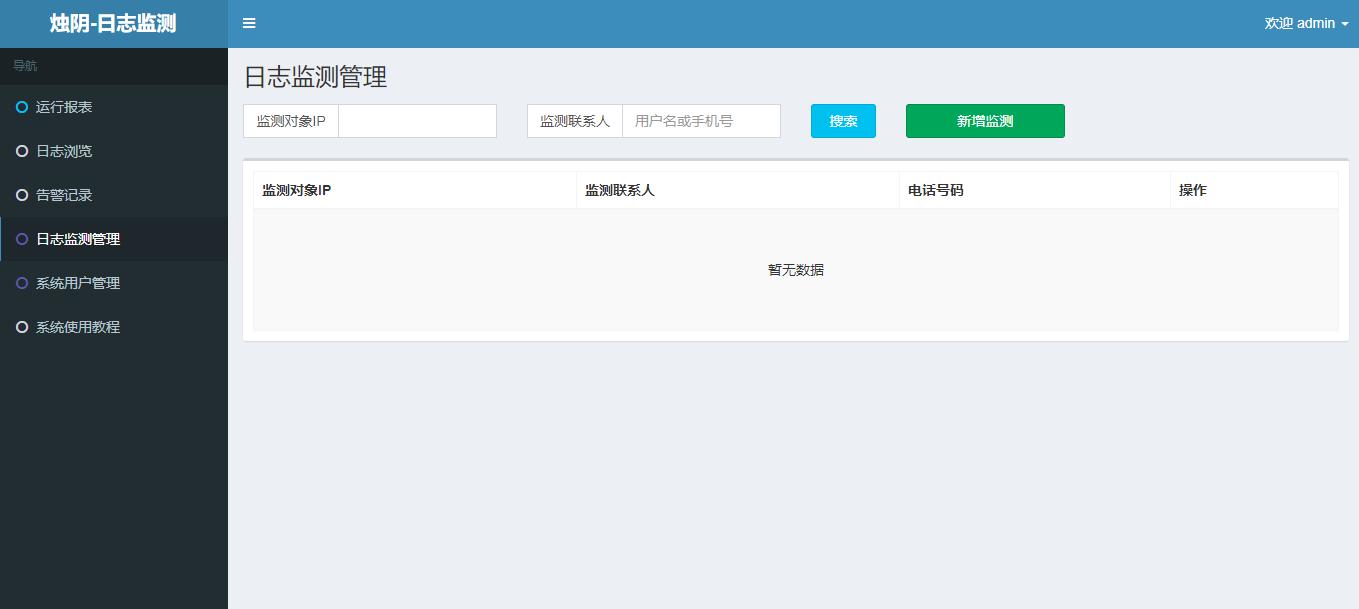 烛阴-日志监测
欢迎 admin
导航
运行报表
日志浏览
告警记录
日志监测管理
系统用户管理
系统使用教程
日志监测管理
监测对象IP
监测联系人 用户名或手机号
搜索
新增监测
监测对象IP 监测联系人 电话号码 操作
暂无数据